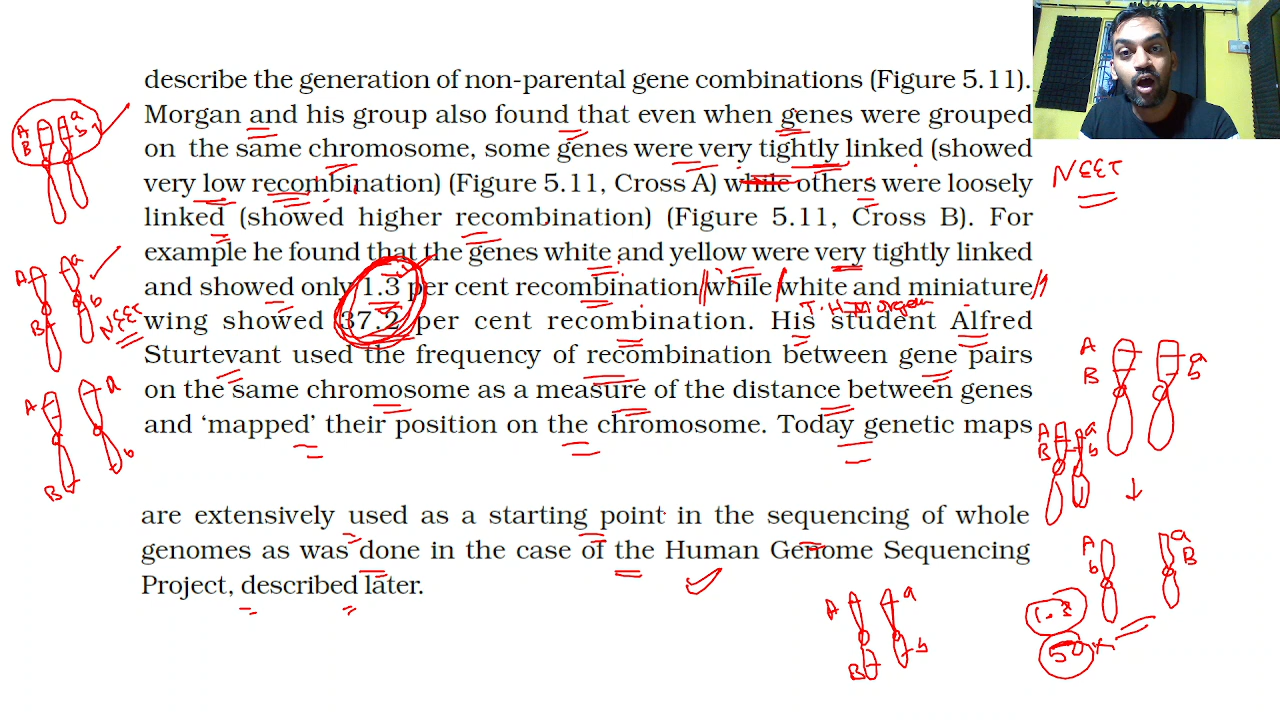 describe the generation of non-parental gene combinations (Figure 5.11).
Morgan and his group also found that even when genes were grouped
on the same chromosome, some genes were very tightly linked (showed
very low recombination) (Figure 5.11, Cross A) while others were loosely
linked (showed higher recombination) (Figure 5.11, Cross B). For
example he found that the genes white and yellow were very tightly linked
and showed only 1.3 per cent recombination while white and miniature
wing showed 37.2 per cent recombination. His student Alfred
Sturtevant used the frequency of recombination between gene pairs
on the same chromosome as a measure of the distance between genes
and ‘mapped’ their position on the chromosome. Today genetic maps
are extensively used as a starting point in the sequencing of whole
genomes as was done in the case of the Human Genome Sequencing
Project, described later.
A a
B b
A a
B b
NEET
A a
B b
NEET
T.H Morgan
A a
B b
A a
B b
A a
b B
1.3
50%
A a
B b